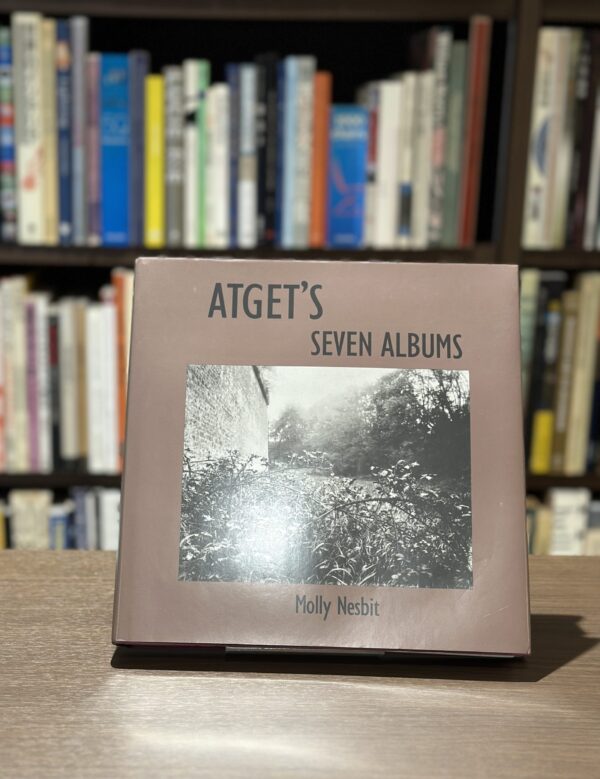 ATGET'S
SEVEN ALBUMS
Molly Nesbit